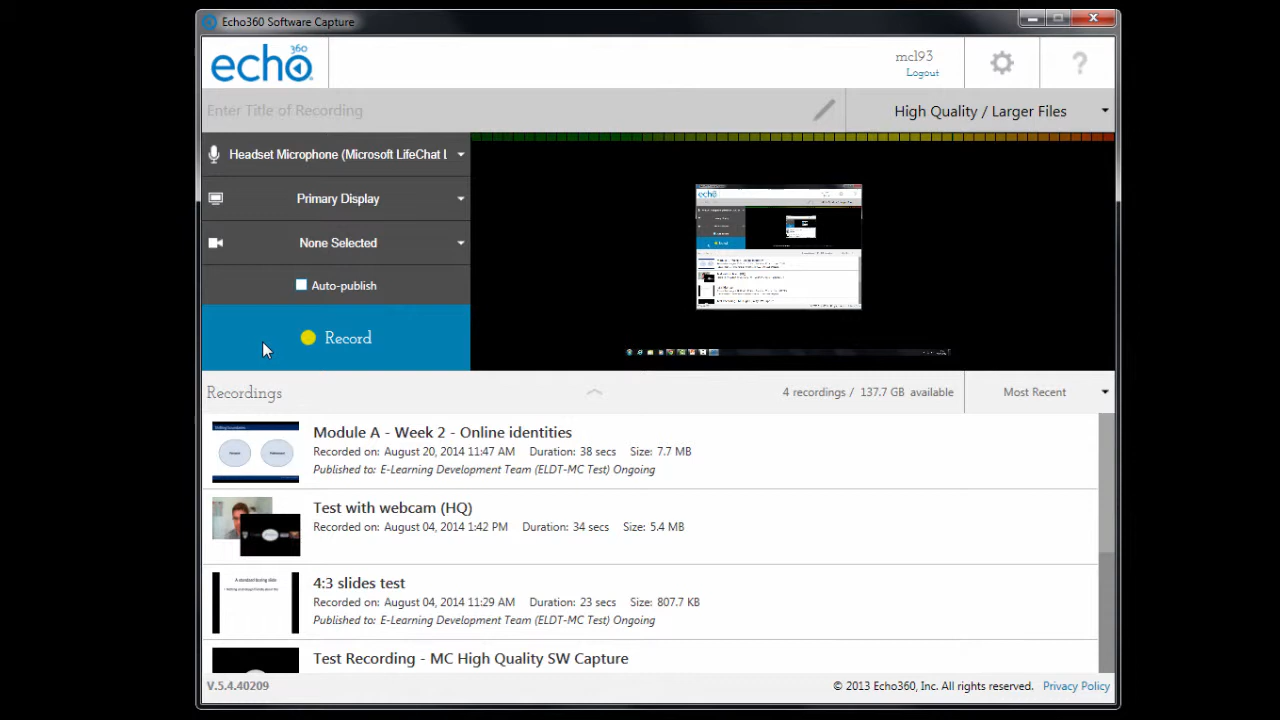 Echo360 Software Capture
echo360
mcl93
Logout
?
Enter Title of Recording
High Quality / Larger Files
Headset Microphone (Microsoft LifeChat L
Primary Display
None Selected
Auto-publish
Record
Recordings
4 recordings / 137.7 GB available
Most Recent
Module A - Week 2 - Online identities
Recorded on: August 20, 2014 11:47 AM Duration: 38 secs Size: 7.7 MB
Published to: E-Learning Development Team (ELDT-MC Test) Ongoing
Test with webcam (HQ)
Recorded on: August 04, 2014 1:42 PM Duration: 34 secs Size: 5.4 MB
A standard boring slide
4:3 slides test
Recorded on: August 04, 2014 11:29 AM Duration: 23 secs Size: 807.7 KB
Published to: E-Learning Development Team (ELDT-MC Test) Ongoing
Test Recording - MC High Quality SW Capture
V.5.4.40209
© 2013 Echo360, Inc. All rights reserved. Privacy Policy